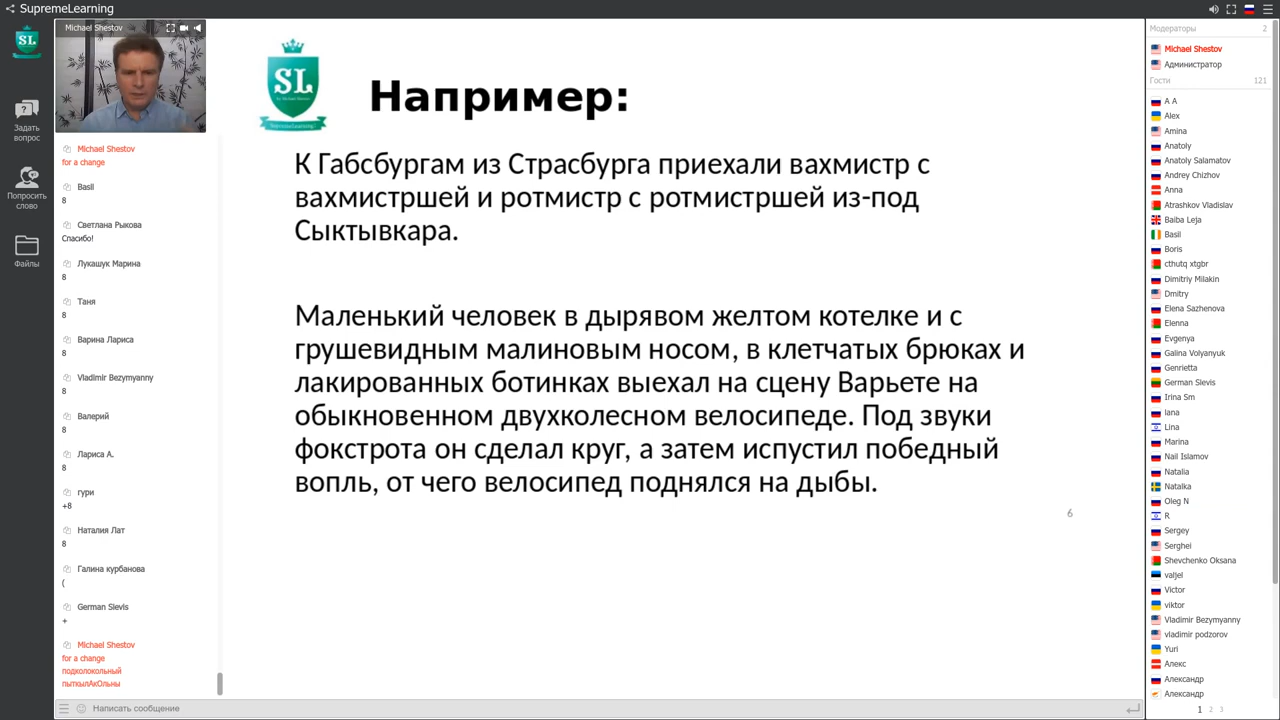 SupremeLearning
Michael Shestov
SL
Задать
вопрос
Попросить
слово
Файлы
Michael Shestov
for a change
Basil
8
Светлана Рыкова
Спасибо!
Лукашук Марина
8
Таня
8
Варина Лариса
8
Vladimir Bezymyanny
8
Валерий
8
Лариса А.
8
гури
+8
Наталия Лат
8
Галина курбанова
(
German Slevis
+
Michael Shestov
for a change
подколокольный
пыткылАкОльны
Написать сообщение
SL
Например:
К Габсбургам из Страсбурга приехали вахмистр с
вахмистршей и ротмистр с ротмистршей из-под
Сыктывкара.
Маленький человек в дырявом желтом котелке и с
грушевидным малиновым носом, в клетчатых брюках и
лакированных ботинках выехал на сцену Варьете на
обыкновенном двухколесном велосипеде. Под звуки
фокстрота он сделал круг, а затем испустил победный
вопль, от чего велосипед поднялся на дыбы.
6
Модераторы 2
Michael Shestov
Администратор
Гости 121
A A
Alex
Amina
Anatoly
Anatoly Salamatov
Andrey Chizhov
Anna
Atrashkov Vladislav
Baiba Leja
Basil
Boris
cthutq xtgbr
Dimitriy Milakin
Dmitry
Elena Sazhenova
Elenna
Evgenya
Galina Volyanyuk
Genrietta
German Slevis
Irina Sm
Iana
Lina
Marina
Nail Islamov
Natalia
Natalka
Oleg N
R
Sergey
Serghei
Shevchenko Oksana
valjel
Victor
viktor
Vladimir Bezymyanny
vladimir podzorov
Yuri
Алекс
Александр
Александр
1 2 3